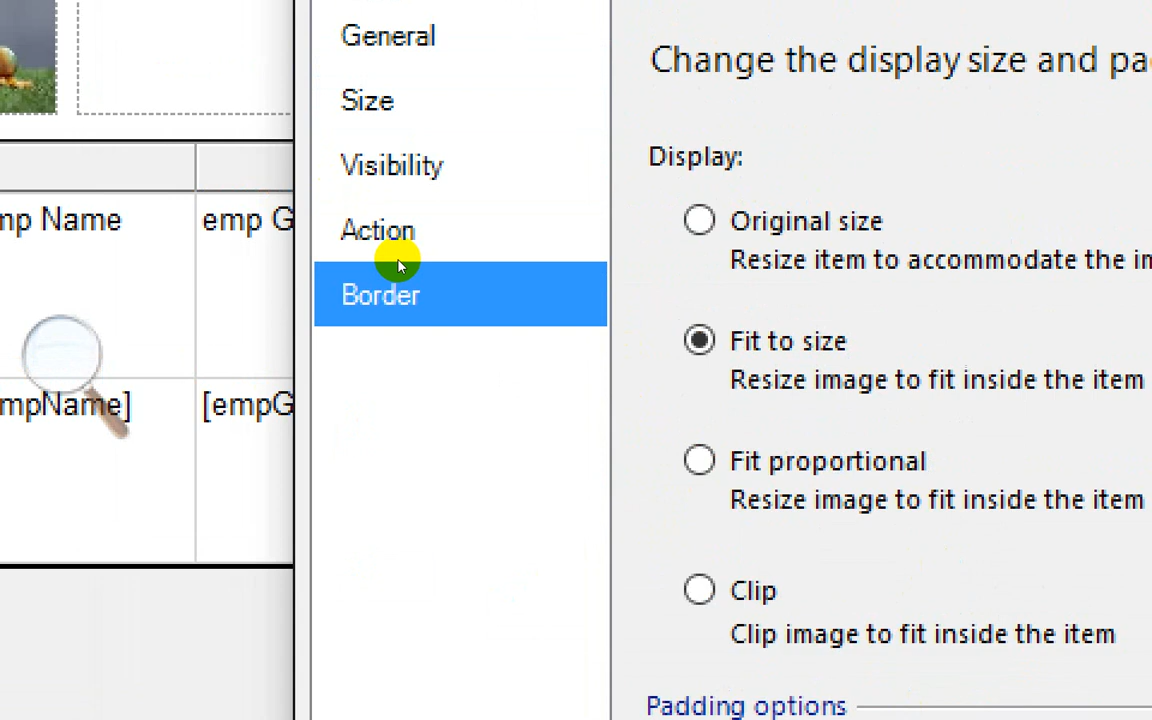 General
Size
Visibility
Action
Border
Change the display size and pa
Display:
Original size
Resize item to accommodate the im
Fit to size
Resize image to fit inside the item
Fit proportional
Resize image to fit inside the item
Clip
Clip image to fit inside the item
Padding options
mp Name
emp G
mpName]
[empG